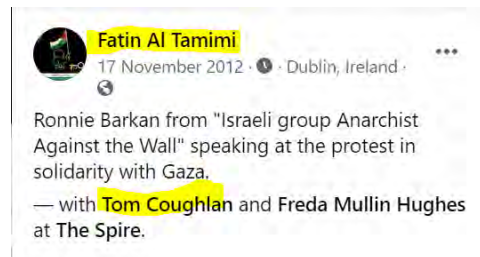 Fatin Al Tamimi
17 November 2012 · Dublin, Ireland ·
Ronnie Barkan from "Israeli group Anarchist
Against the Wall" speaking at the protest in
solidarity with Gaza.
— with Tom Coughlan and Freda Mullin Hughes
at The Spire.